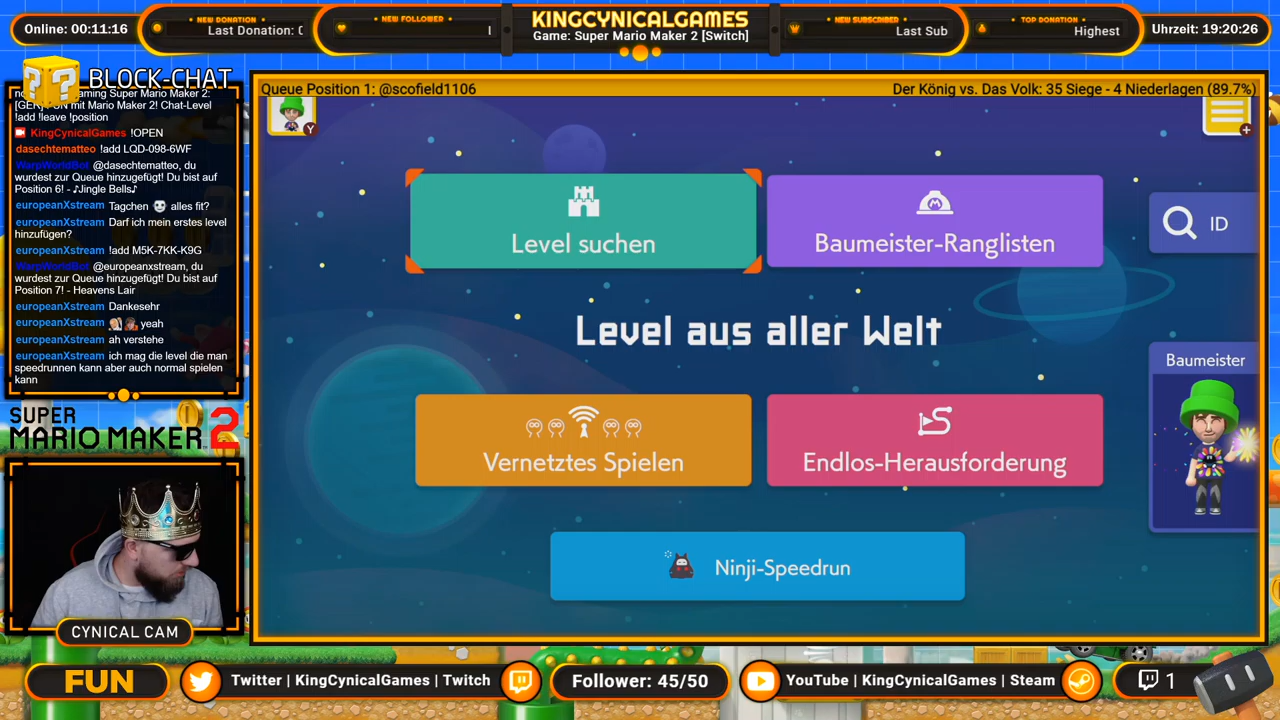 Online: 00:11:16
NEW DONATION
Last Donation: 0
NEW FOLLOWER
KINGCYNICALGAMES
Game: Super Mario Maker 2 [Switch]
NEW SUBSCRIBER
Last Sub
TOP DONATION
Highest
Uhrzeit: 19:20:26
BLOCK-CHAT
Super Mario Maker 2:
mit Mario Maker 2! Chat-Level
!add !leave !position
KingCynicalGames !OPEN
dasechtematteo !add LQD-098-6WF
WarpWorldBot @dasechtematteo, du
wurdest zur Queue hinzugefügt! Du bist auf
Position 6! - ♪Jingle Bells♪
europeanXstream Tagchen alles fit?
europeanXstream Darf ich mein erstes level
hinzufügen?
europeanXstream !add M5K-7KK-K9G
WarpWorldBot @europeanxstream, du
wurdest zur Queue hinzugefügt! Du bist auf
Position 7! - Heavens Lair
europeanXstream Dankesehr
europeanXstream yeah
europeanXstream ah verstehe
europeanXstream ich mag die level die man
speedrunnen kann aber auch normal spielen
kann
Queue Position 1: @scofield1106
Der König vs. Das Volk: 35 Siege - 4 Niederlagen (89.7%)
Y
Level suchen
Baumeister-Ranglisten
ID
Level aus aller Welt
Baumeister
Vernetztes Spielen
Endlos-Herausforderung
Ninji-Speedrun
SUPER
MARIO MAKER 2
CYNICAL CAM
FUN
Twitter | KingCynicalGames | Twitch
Follower: 45/50
YouTube | KingCynicalGames | Steam
1